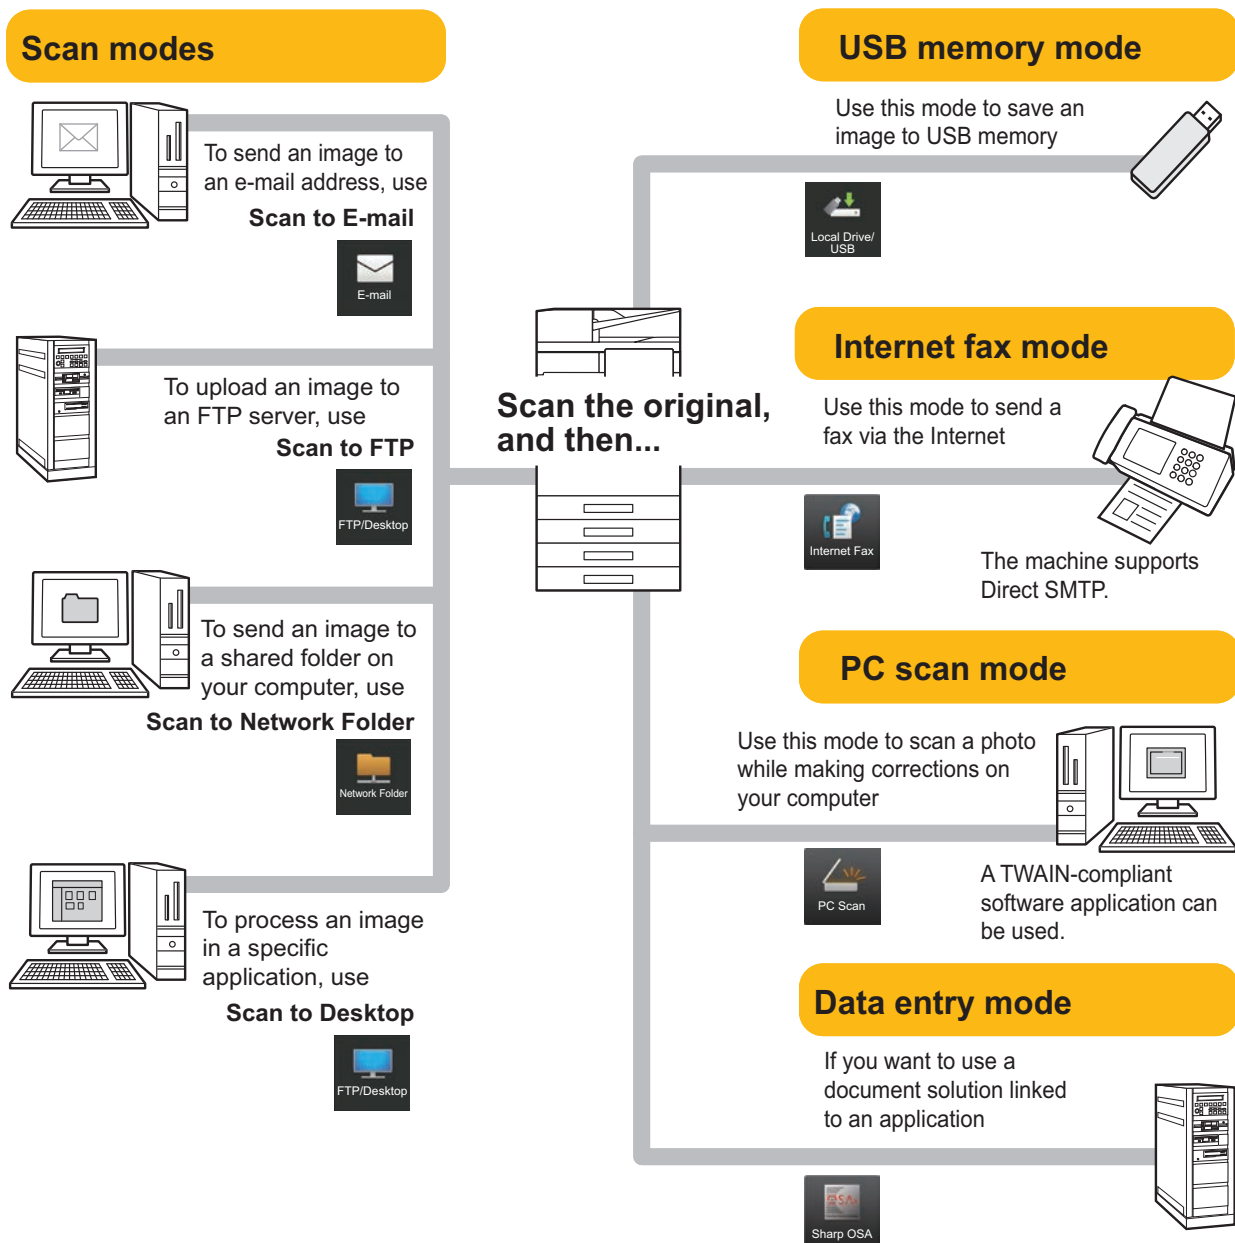 Scan modes
To send an image to
an e-mail address, use
Scan to E-mail
E-mail
To upload an image to
an FTP server, use
Scan to FTP
FTP/Desktop
To send an image to
a shared folder on
your computer, use
Scan to Network Folder
Network Folder
To process an image
in a specific
application, use
Scan to Desktop
FTP/Desktop
Scan the original,
and then...
USB memory mode
Use this mode to save an
image to USB memory
Local Drive/
USB
Internet fax mode
Use this mode to send a
fax via the Internet
Internet Fax
The machine supports
Direct SMTP.
PC scan mode
Use this mode to scan a photo
while making corrections on
your computer
PC Scan
A TWAIN-compliant
software application can
be used.
Data entry mode
If you want to use a
document solution linked
to an application
OSA
Sharp OSA